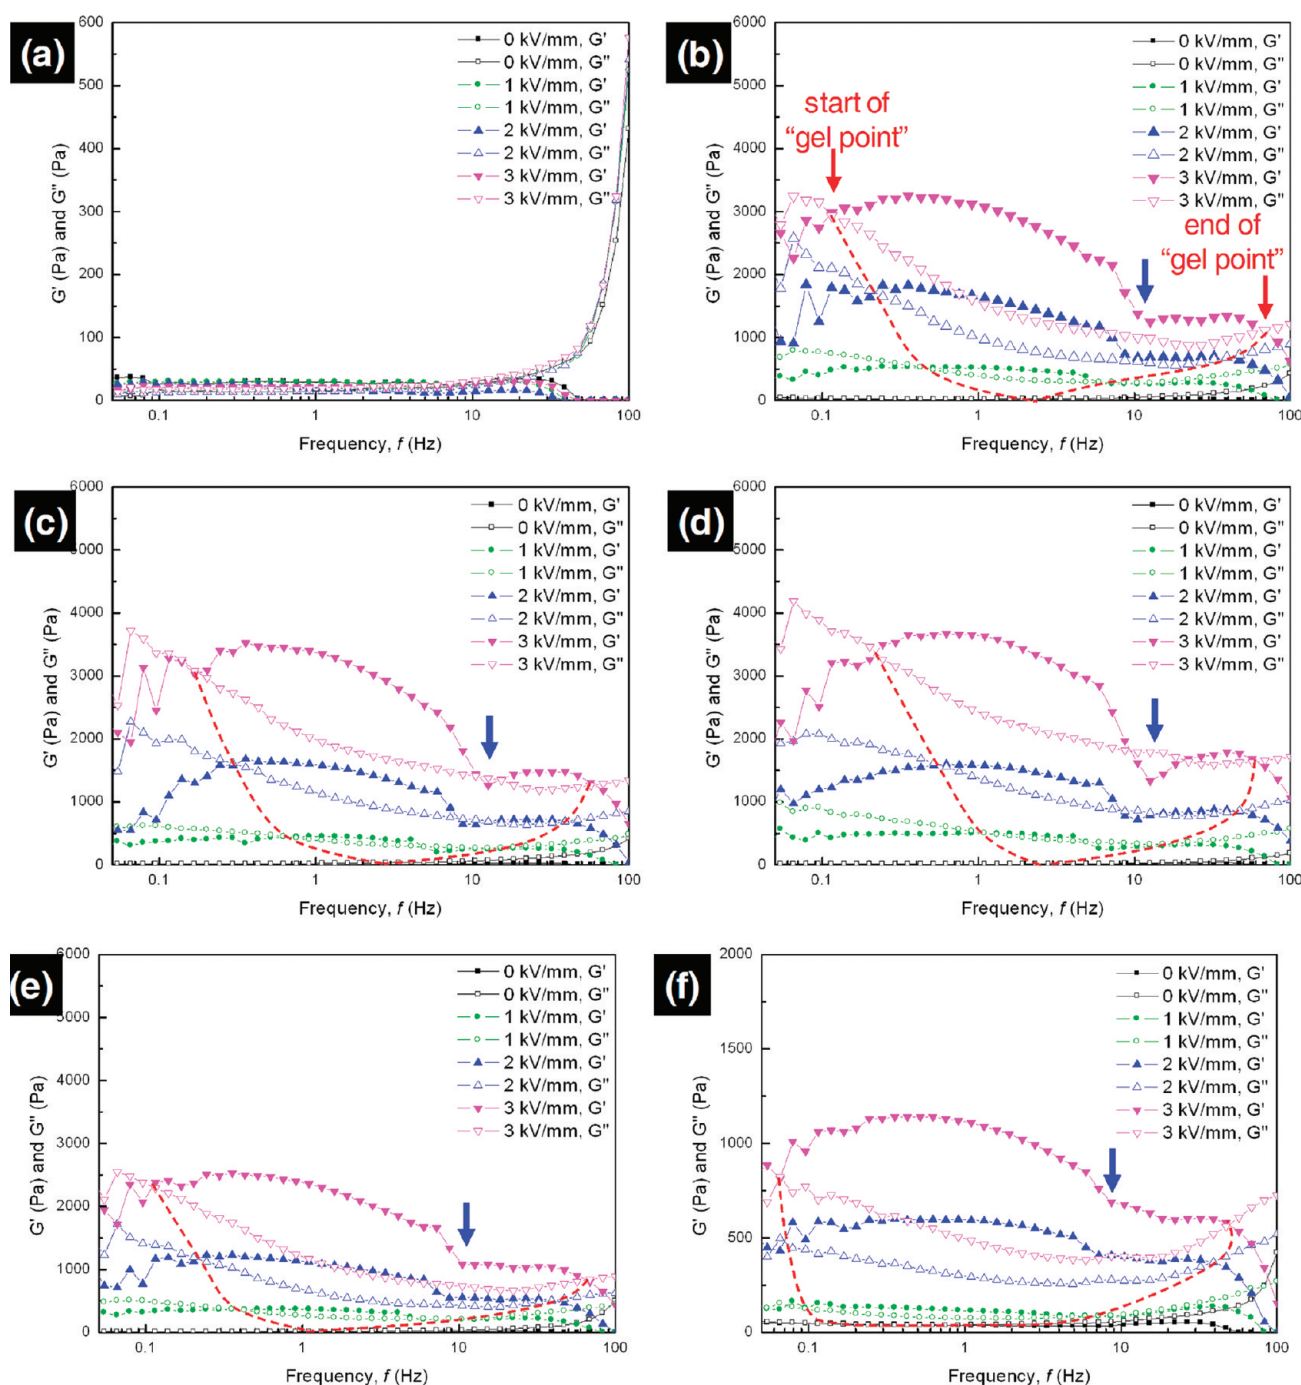 (a)
600
500
400
300
200
100
0
G' (Pa) and G" (Pa)
0 kV/mm, G'
0 kV/mm, G"
1 kV/mm, G'
1 kV/mm, G"
2 kV/mm, G'
2 kV/mm, G"
3 kV/mm, G'
3 kV/mm, G"
0.1 1 10 100
Frequency, f (Hz)
(b)
6000
5000
4000
3000
2000
1000
0
G' (Pa) and G" (Pa)
0 kV/mm, G'
0 kV/mm, G"
1 kV/mm, G'
1 kV/mm, G"
2 kV/mm, G'
2 kV/mm, G"
3 kV/mm, G'
3 kV/mm, G"
start of
“gel point”
end of
“gel point”
0.1 1 10 100
Frequency, f (Hz)
(c)
6000
5000
4000
3000
2000
1000
0
G' (Pa) and G" (Pa)
0 kV/mm, G'
0 kV/mm, G"
1 kV/mm, G'
1 kV/mm, G"
2 kV/mm, G'
2 kV/mm, G"
3 kV/mm, G'
3 kV/mm, G"
0.1 1 10 100
Frequency, f (Hz)
(d)
6000
5000
4000
3000
2000
1000
0
G' (Pa) and G" (Pa)
0 kV/mm, G'
0 kV/mm, G"
1 kV/mm, G'
1 kV/mm, G"
2 kV/mm, G'
2 kV/mm, G"
3 kV/mm, G'
3 kV/mm, G"
0.1 1 10 100
Frequency, f (Hz)
(e)
6000
5000
4000
3000
2000
1000
0
G' (Pa) and G" (Pa)
0 kV/mm, G'
0 kV/mm, G"
1 kV/mm, G'
1 kV/mm, G"
2 kV/mm, G'
2 kV/mm, G"
3 kV/mm, G'
3 kV/mm, G"
0.1 1 10 100
Frequency, f (Hz)
(f)
2000
1500
1000
500
0
G' (Pa) and G" (Pa)
0 kV/mm, G'
0 kV/mm, G"
1 kV/mm, G'
1 kV/mm, G"
2 kV/mm, G'
2 kV/mm, G"
3 kV/mm, G'
3 kV/mm, G"
0.1 1 10 100
Frequency, f (Hz)